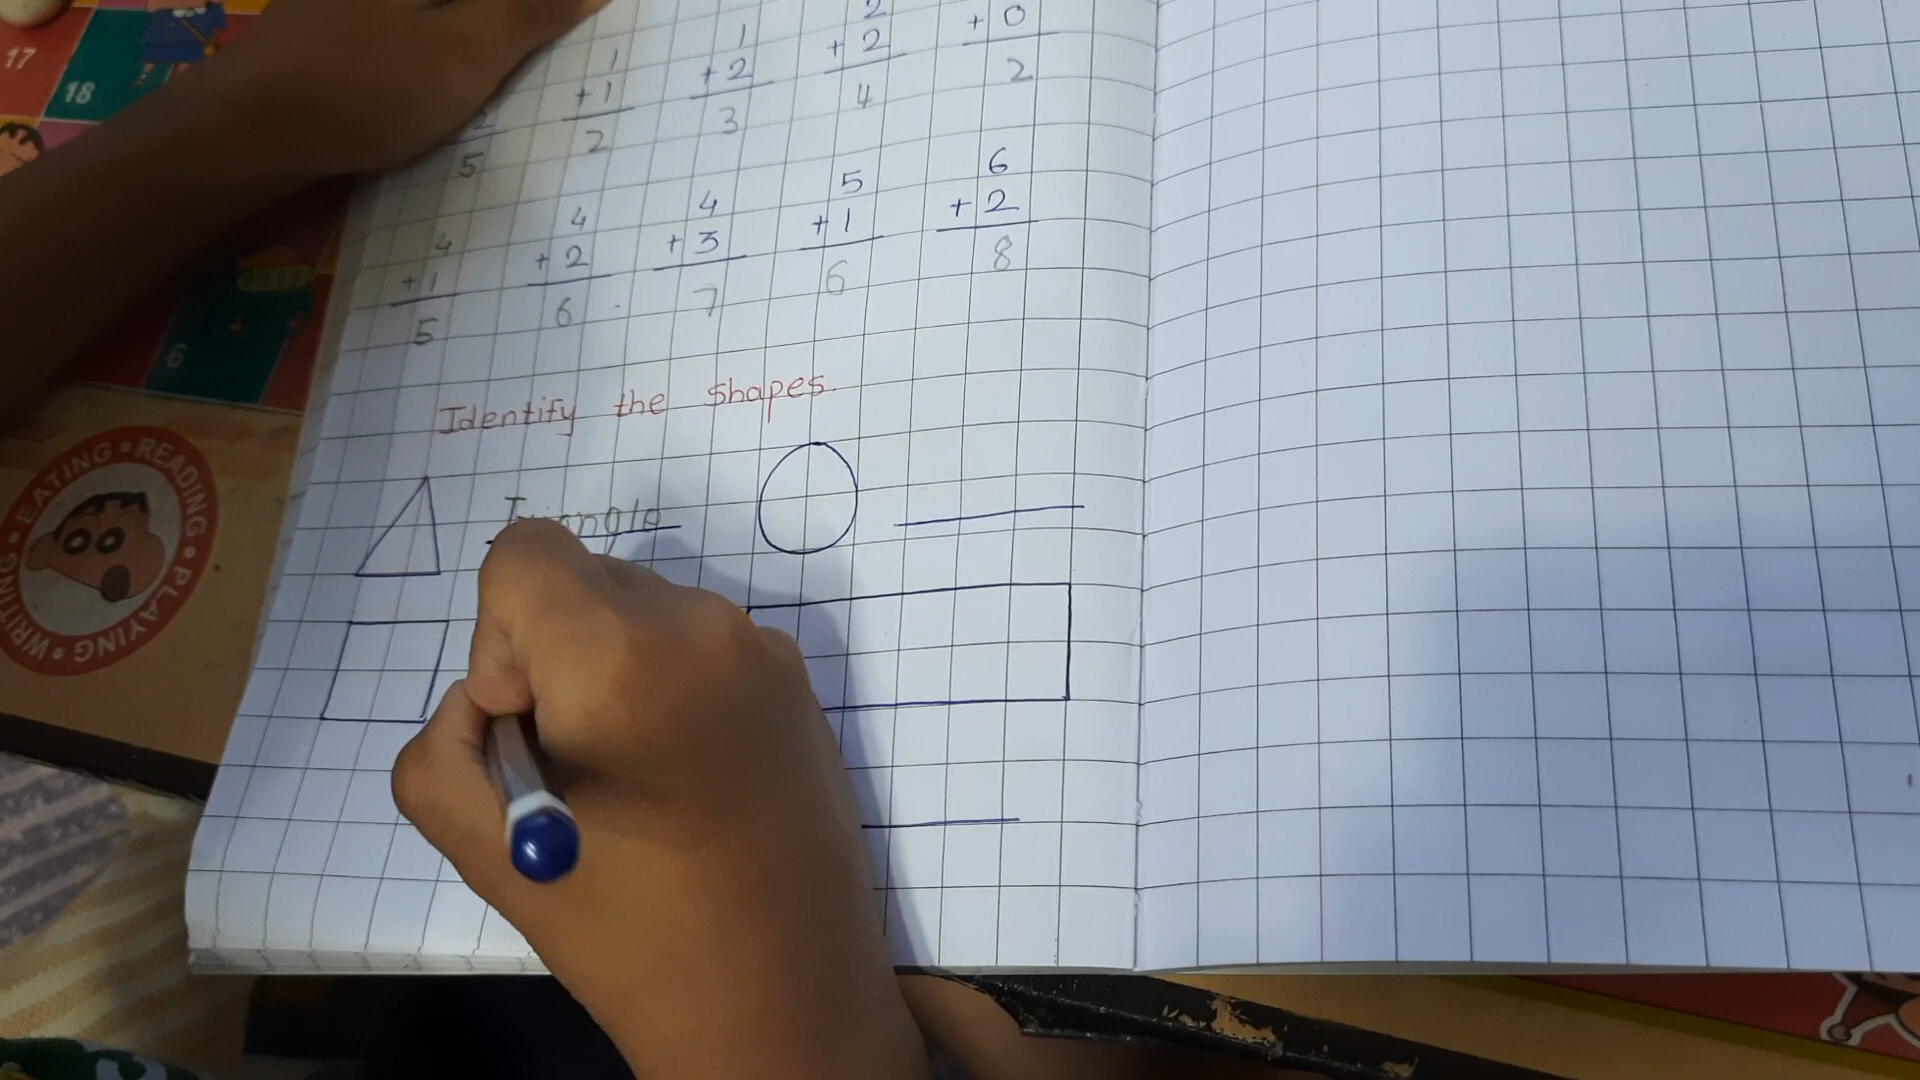 17
18
6
EATING • READING • PLAYING • WRITING •
2 + 0
1 1 + 2 2
+ 1 + 2 4
2 3
5 2
4 4 4 5 6
+ 1 + 2 + 3 + 1 + 2
5 6 7 6 8
Identify the shapes.